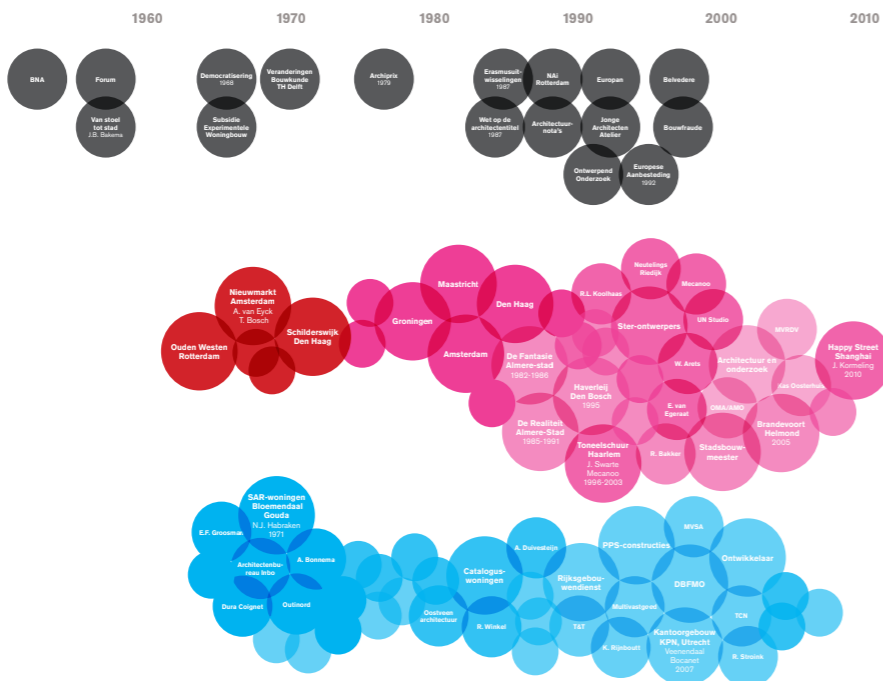 1960 1970 1980 1990 2000 2010
BNA
Forum
Democratisering
1968
Veranderingen
Bouwkunde
TH Delft
Archiprix
1979
Erasmusuit-
wisselingen
1987
NAi
Rotterdam
Europan
Belvedere
Van stoel
tot stad
J.B. Bakema
Subsidie
Experimentele
Woningbouw
Wet op de
architectentitel
1987
Architectuur-
nota's
Jonge
Architecten
Atelier
Bouwfraude
Ontwerpend
Onderzoek
Europese
Aanbesteding
1992
Nieuwmarkt
Amsterdam
A. van Eyck
T. Bosch
Ouden Westen
Rotterdam
Schilderswijk
Den Haag
Maastricht
Groningen
Den Haag
Amsterdam
De Fantasie
Almere-stad
1982-1986
De Realiteit
Almere-Stad
1985-1991
Haverleij
Den Bosch
1995
Toneelschuur
Haarlem
J. Swarte
Mecanoo
1996-2003
R.L. Koolhaas
Neutelings
Riedijk
Mecanoo
Ster-ontwerpers
UN Studio
W. Arets
E. van
Egeraat
R. Bakker
MVRDV
Architectuur en
onderzoek
Kas Oosterhuis
OMA/AMO
Stadsbouw-
meester
Brandevoort
Helmond
2005
Happy Street
Shanghai
J. Kormeling
2010
SAR-woningen
Bloemendaal
Gouda
N.J. Habraken
1971
E.F. Groosman
Architectenbu-
reau Inbo
A. Bonnema
Dura Coignet
Outinord
Catalogus-
woningen
Oostveen
architectuur
R. Winkel
A. Duivesteijn
Rijksgebou-
wendienst
T&T
PPS-constructies
Multivastgoed
K. Rijnboutt
MVSA
DBFMO
Ontwikkelaar
Kantoorgebouw
KPN, Utrecht
Veenendaal
Bocanet
2007
TCN
R. Stroink